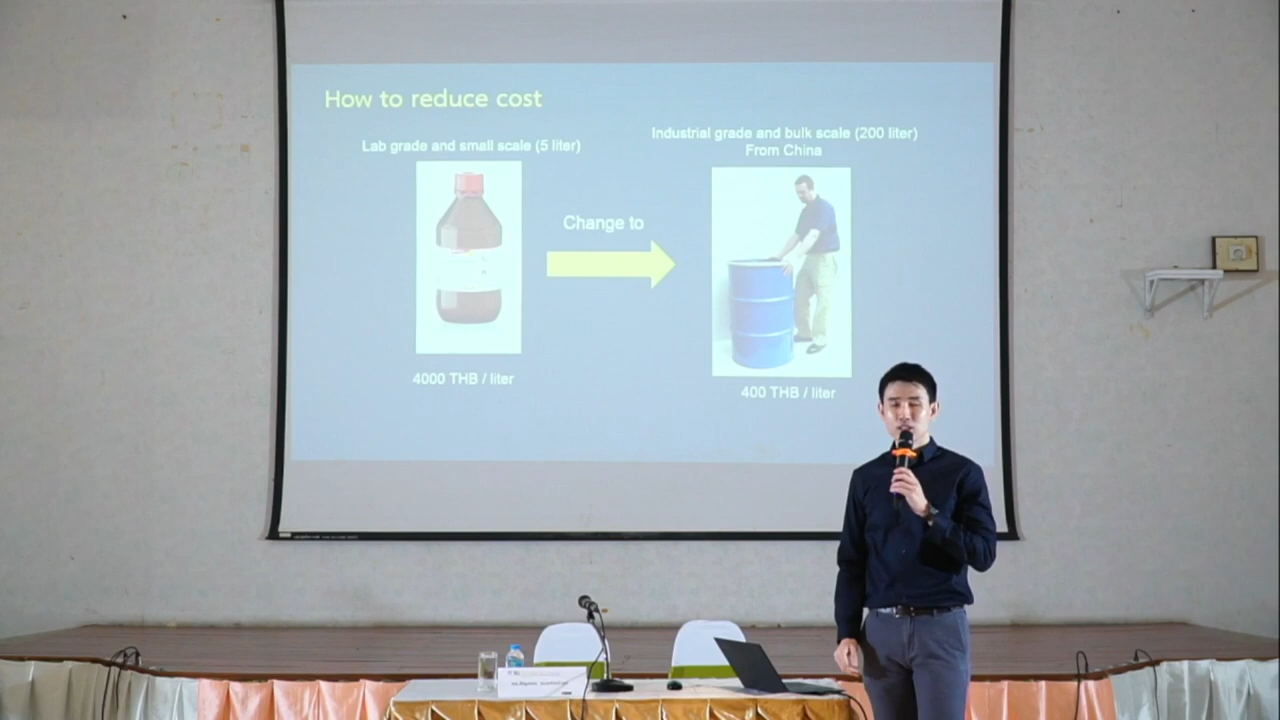 How to reduce cost
Lab grade and small scale (5 liter)
Industrial grade and bulk scale (200 liter)
From China
Change to
4000 THB / liter
400 THB / liter